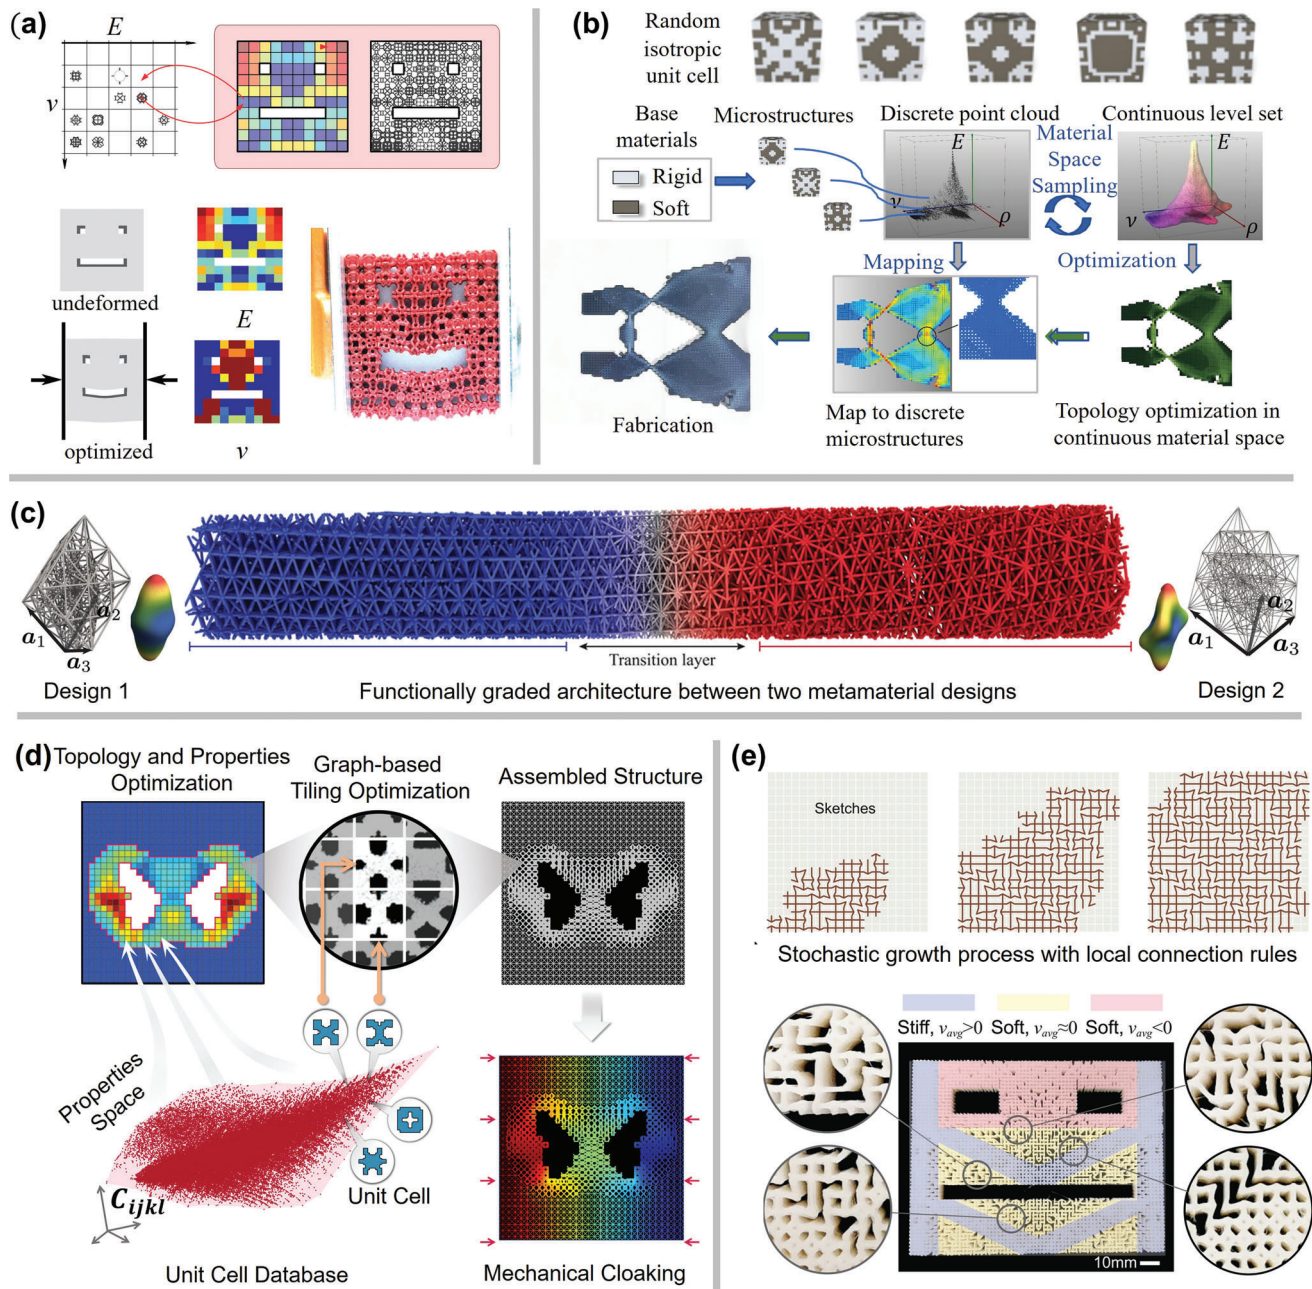 (a)
E
ν
undeformed
optimized
E
ν
(b)
Random
isotropic
unit cell
Base
materials
Rigid
Soft
Microstructures
Discrete point cloud
E
ν
ρ
Material
Space
Sampling
Continuous level set
E
ν
ρ
Mapping
Optimization
Fabrication
Map to discrete
microstructures
Topology optimization in
continuous material space
(c)
a1
a2
a3
Design 1
Transition layer
Functionally graded architecture between two metamaterial designs
a1
a2
a3
Design 2
(d)
Topology and Properties
Optimization
Graph-based
Tiling Optimization
Assembled Structure
Properties
Space
Cijkl
Unit Cell
Unit Cell Database
Mechanical Cloaking
(e)
Sketches
Stochastic growth process with local connection rules
Stiff, νavg>0
Soft, νavg≈0
Soft, νavg<0
10mm